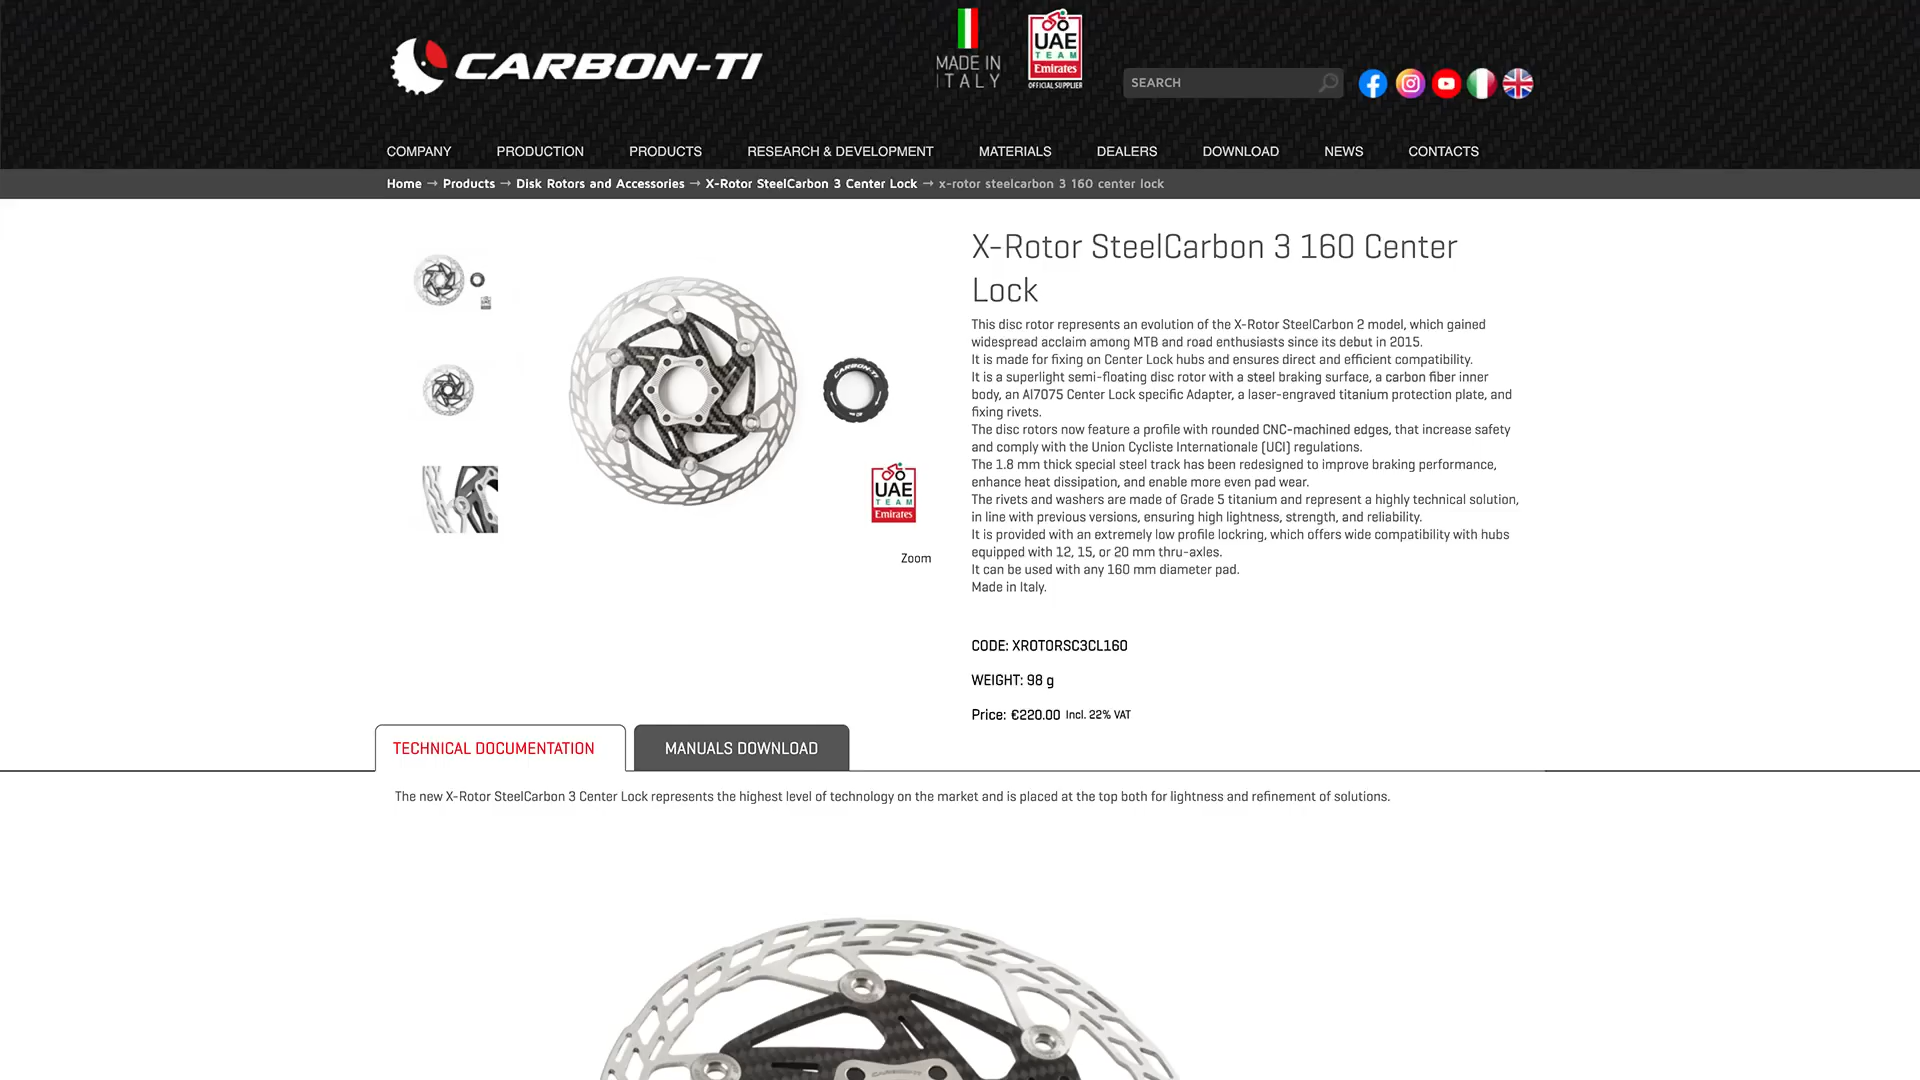 CARBON-TI
MADE IN
ITALY
UAE
TEAM
Emirates
OFFICIAL SUPPLIER
SEARCH
COMPANY PRODUCTION PRODUCTS RESEARCH & DEVELOPMENT MATERIALS DEALERS DOWNLOAD NEWS CONTACTS
Home → Products → Disk Rotors and Accessories → X-Rotor SteelCarbon 3 Center Lock → x-rotor steelcarbon 3 160 center lock
X-Rotor SteelCarbon 3 160 Center
Lock
This disc rotor represents an evolution of the X-Rotor SteelCarbon 2 model, which gained
widespread acclaim among MTB and road enthusiasts since its debut in 2015.
It is made for fixing on Center Lock hubs and ensures direct and efficient compatibility.
It is a superlight semi-floating disc rotor with a steel braking surface, a carbon fiber inner
body, an Al7075 Center Lock specific Adapter, a laser-engraved titanium protection plate, and
fixing rivets.
The disc rotors now feature a profile with rounded CNC-machined edges, that increase safety
and comply with the Union Cycliste Internationale (UCI) regulations.
The 1.8 mm thick special steel track has been redesigned to improve braking performance,
enhance heat dissipation, and enable more even pad wear.
The rivets and washers are made of Grade 5 titanium and represent a highly technical solution,
in line with previous versions, ensuring high lightness, strength, and reliability.
It is provided with an extremely low profile lockring, which offers wide compatibility with hubs
equipped with 12, 15, or 20 mm thru-axles.
It can be used with any 160 mm diameter pad.
Made in Italy.
CARBON-TI
UAE
TEAM
Emirates
Zoom
CODE: XROTORSC3CL160
WEIGHT: 98 g
Price: €220.00 Incl. 22% VAT
TECHNICAL DOCUMENTATION
MANUALS DOWNLOAD
The new X-Rotor SteelCarbon 3 Center Lock represents the highest level of technology on the market and is placed at the top both for lightness and refinement of solutions.
CARBON-TI